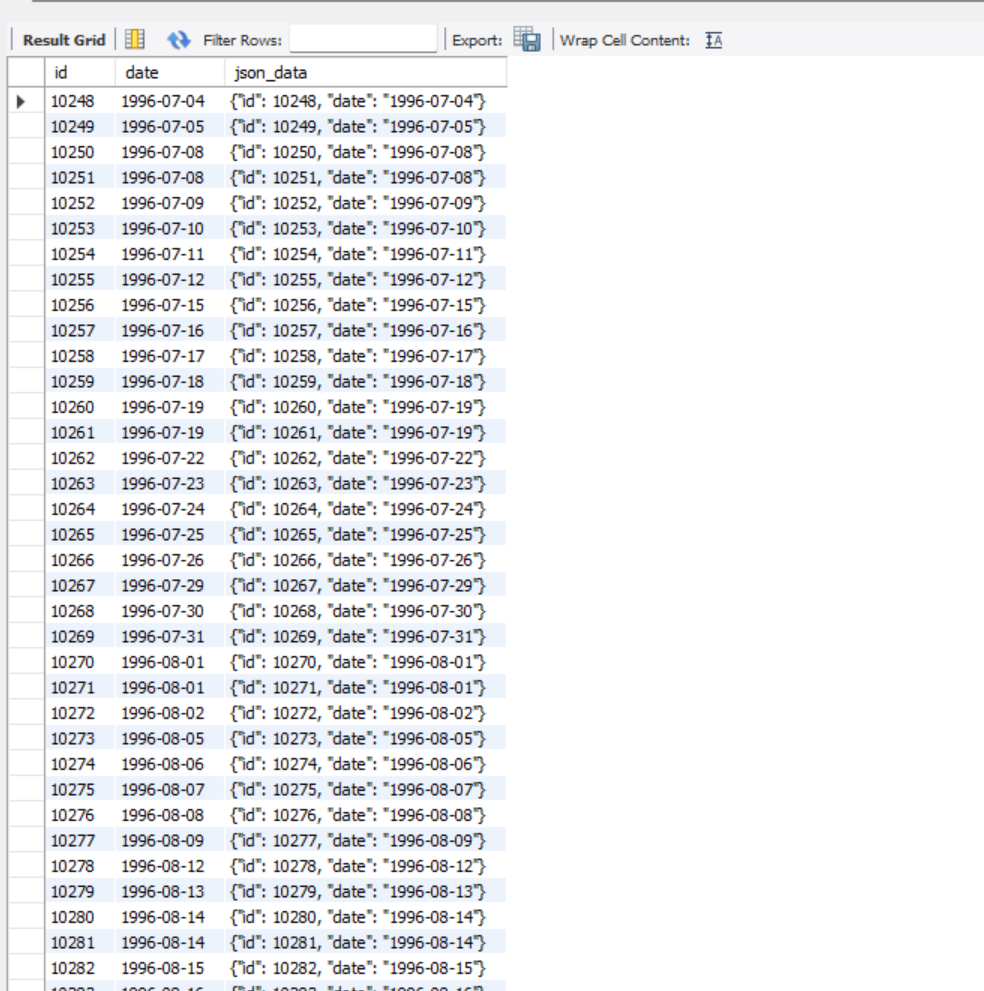 Result Grid Filter Rows: Export: Wrap Cell Content:
id date json_data
10248 1996-07-04 {"id": 10248, "date": "1996-07-04"}
10249 1996-07-05 {"id": 10249, "date": "1996-07-05"}
10250 1996-07-08 {"id": 10250, "date": "1996-07-08"}
10251 1996-07-08 {"id": 10251, "date": "1996-07-08"}
10252 1996-07-09 {"id": 10252, "date": "1996-07-09"}
10253 1996-07-10 {"id": 10253, "date": "1996-07-10"}
10254 1996-07-11 {"id": 10254, "date": "1996-07-11"}
10255 1996-07-12 {"id": 10255, "date": "1996-07-12"}
10256 1996-07-15 {"id": 10256, "date": "1996-07-15"}
10257 1996-07-16 {"id": 10257, "date": "1996-07-16"}
10258 1996-07-17 {"id": 10258, "date": "1996-07-17"}
10259 1996-07-18 {"id": 10259, "date": "1996-07-18"}
10260 1996-07-19 {"id": 10260, "date": "1996-07-19"}
10261 1996-07-19 {"id": 10261, "date": "1996-07-19"}
10262 1996-07-22 {"id": 10262, "date": "1996-07-22"}
10263 1996-07-23 {"id": 10263, "date": "1996-07-23"}
10264 1996-07-24 {"id": 10264, "date": "1996-07-24"}
10265 1996-07-25 {"id": 10265, "date": "1996-07-25"}
10266 1996-07-26 {"id": 10266, "date": "1996-07-26"}
10267 1996-07-29 {"id": 10267, "date": "1996-07-29"}
10268 1996-07-30 {"id": 10268, "date": "1996-07-30"}
10269 1996-07-31 {"id": 10269, "date": "1996-07-31"}
10270 1996-08-01 {"id": 10270, "date": "1996-08-01"}
10271 1996-08-01 {"id": 10271, "date": "1996-08-01"}
10272 1996-08-02 {"id": 10272, "date": "1996-08-02"}
10273 1996-08-05 {"id": 10273, "date": "1996-08-05"}
10274 1996-08-06 {"id": 10274, "date": "1996-08-06"}
10275 1996-08-07 {"id": 10275, "date": "1996-08-07"}
10276 1996-08-08 {"id": 10276, "date": "1996-08-08"}
10277 1996-08-09 {"id": 10277, "date": "1996-08-09"}
10278 1996-08-12 {"id": 10278, "date": "1996-08-12"}
10279 1996-08-13 {"id": 10279, "date": "1996-08-13"}
10280 1996-08-14 {"id": 10280, "date": "1996-08-14"}
10281 1996-08-14 {"id": 10281, "date": "1996-08-14"}
10282 1996-08-15 {"id": 10282, "date": "1996-08-15"}